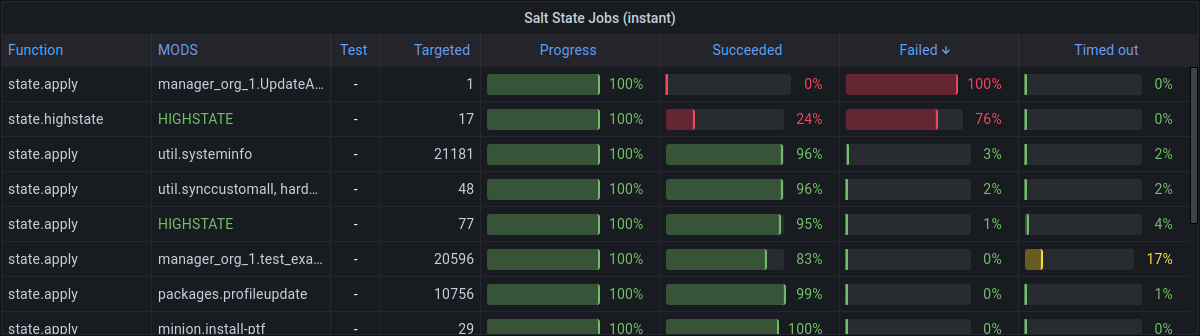 Salt State Jobs (instant)
Function MODS Test Targeted Progress Succeeded Failed ↓ Timed out
state.apply manager_org_1.UpdateA... - 1 100% 0% 100% 0%
state.highstate HIGHSTATE - 17 100% 24% 76% 0%
state.apply util.systeminfo - 21181 100% 96% 3% 2%
state.apply util.synccustomall, hard... - 48 100% 96% 2% 2%
state.apply HIGHSTATE - 77 100% 95% 1% 4%
state.apply manager_org_1.test_exa... - 20596 100% 83% 0% 17%
state.apply packages.profileupdate - 10756 100% 99% 0% 1%
state.apply minion.install-ptf - 29 100% 100% 0% 0%